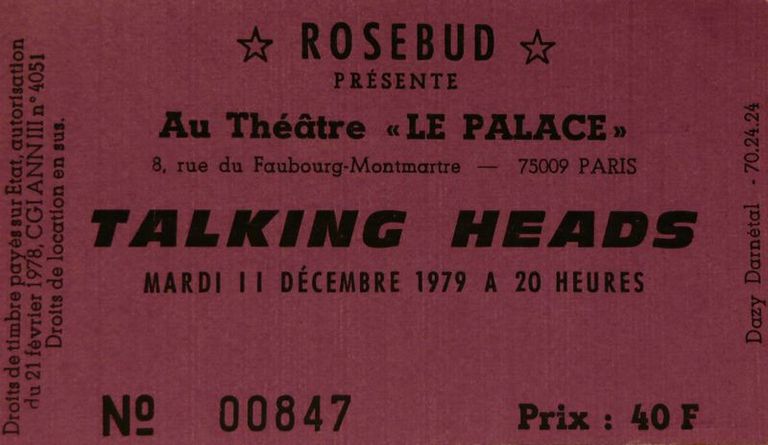 ☆ ROSEBUD ☆
PRÉSENTE
Au Théâtre «LE PALACE»
8, rue du Faubourg-Montmartre — 75009 PARIS
TALKING HEADS
MARDI 11 DÉCEMBRE 1979 A 20 HEURES
Nº 00847 Prix : 40 F
Droits de timbre payés sur Etat, autorisation
du 21 février 1978, CGI ANN III n° 4051
Droits de location en sus.
Dazy Darnétal - 70.24.24